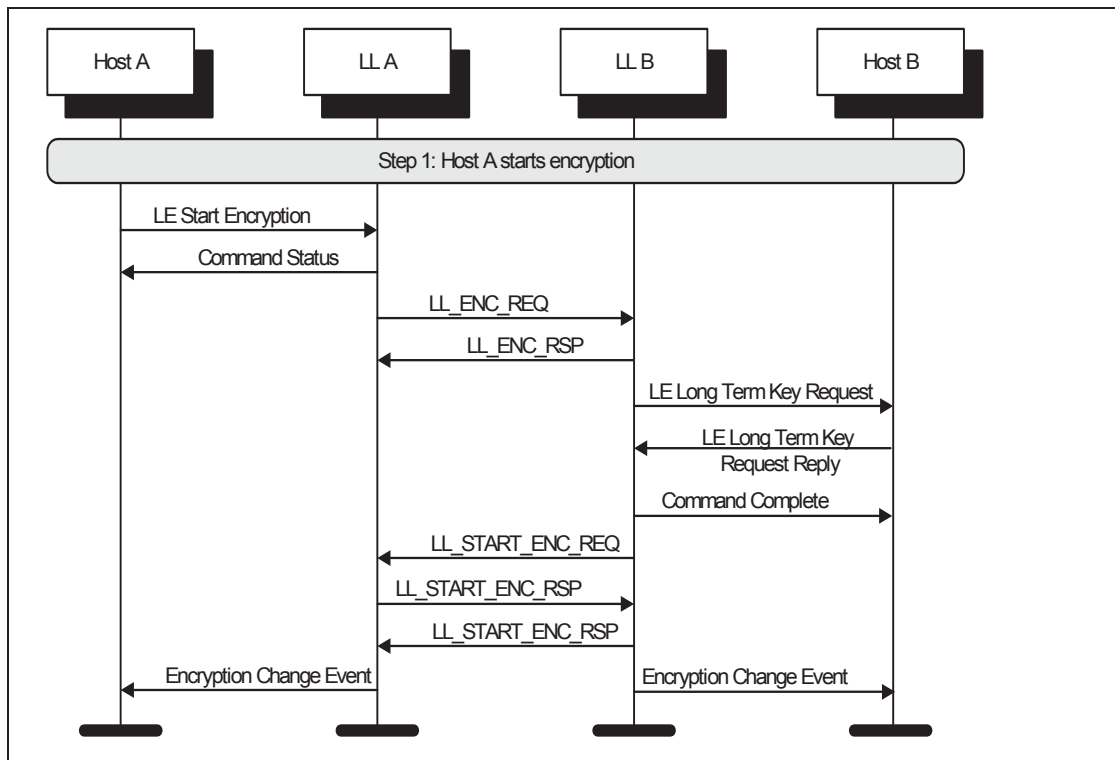 Host A
LL A
LL B
Host B
Step 1: Host A starts encryption
LE Start Encryption
Command Status
LL_ENC_REQ
LL_ENC_RSP
LE Long Term Key Request
LE Long Term Key
Request Reply
Command Complete
LL_START_ENC_REQ
LL_START_ENC_RSP
LL_START_ENC_RSP
Encryption Change Event
Encryption Change Event